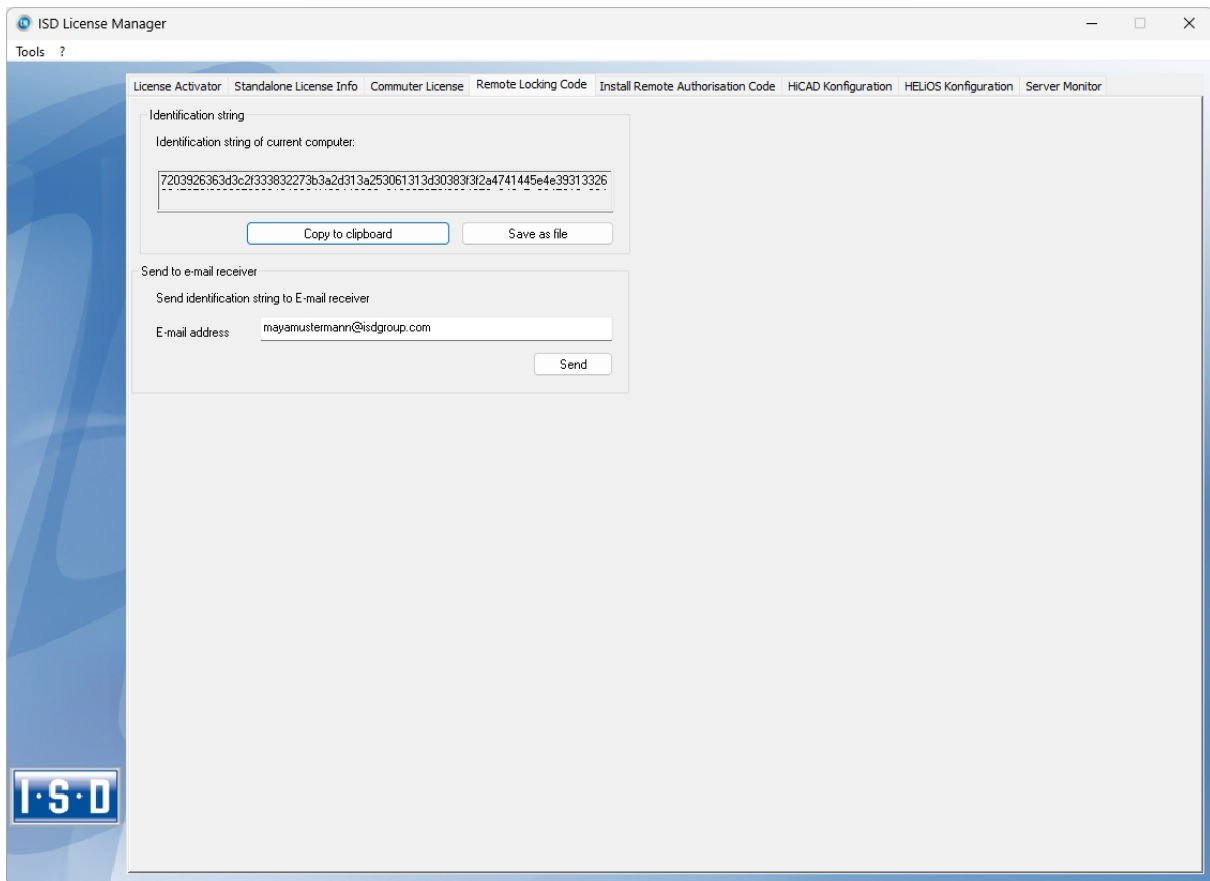 ISD License Manager
Tools ?
License Activator Standalone License Info Commuter License Remote Locking Code Install Remote Authorisation Code HiCAD Konfiguration HELiOS Konfiguration Server Monitor
Identification string
Identification string of current computer:
7203926363d3c2f333832273b3a2d313a253061313d30383f3f2a4741445e4e39313326
Copy to clipboard Save as file
Send to e-mail receiver
Send identification string to E-mail receiver
E-mail address mayamustermann@isdgroup.com
Send
I·S·D